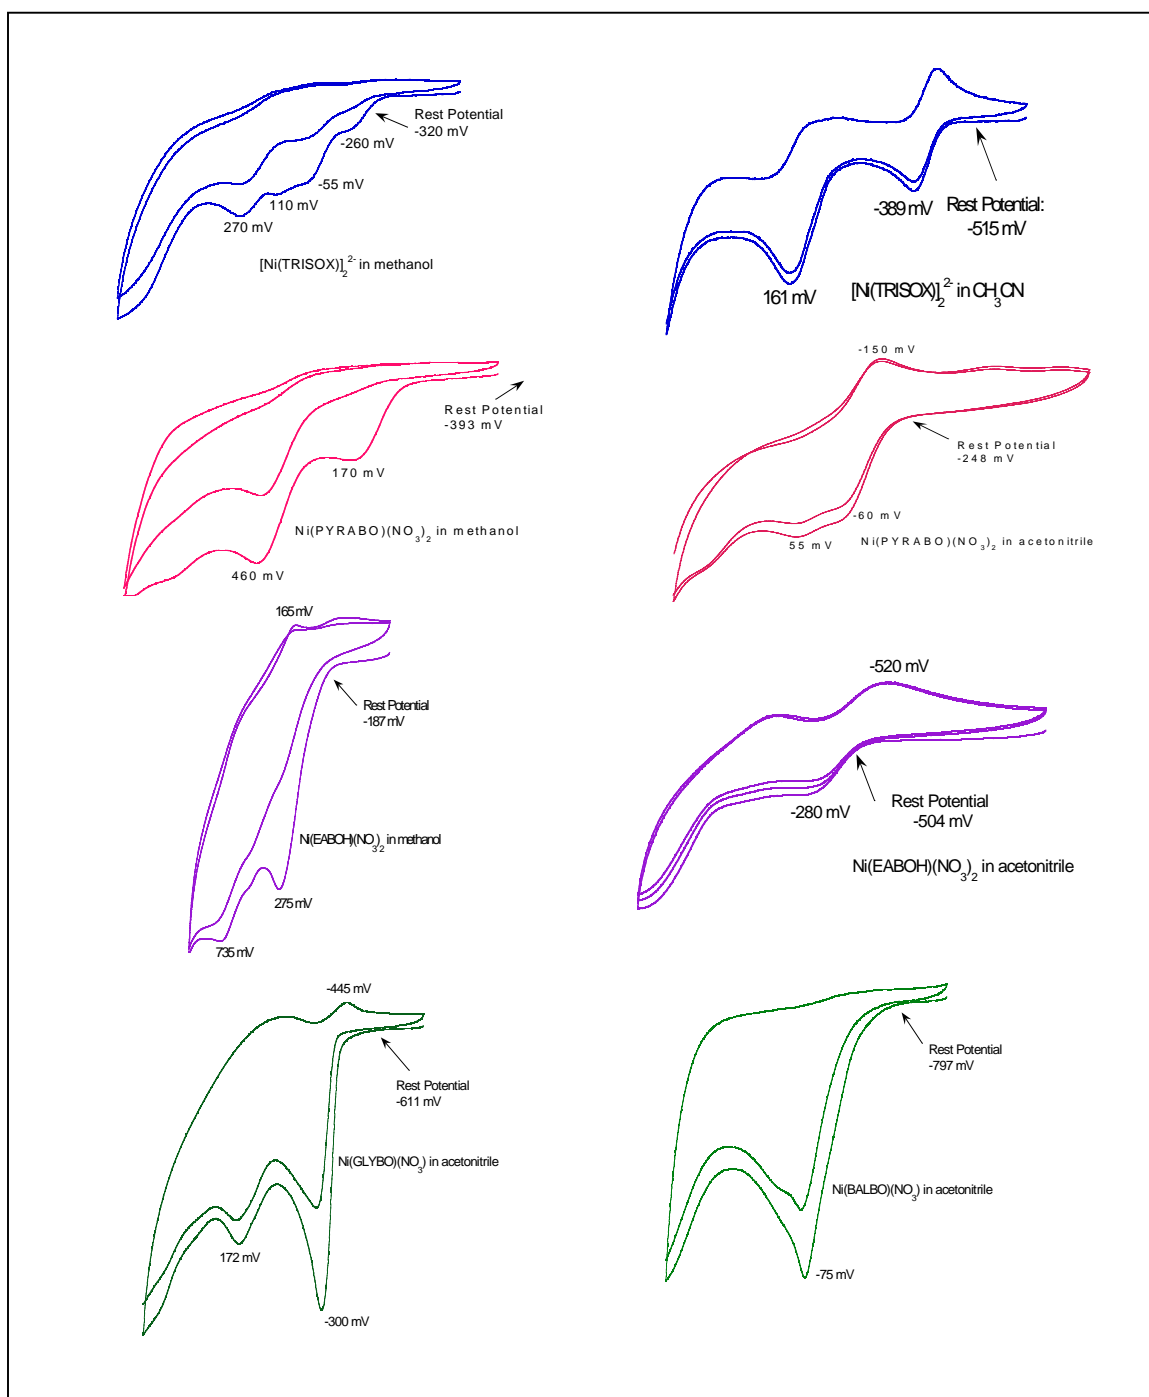 Rest Potential
-320 mV
-260 mV
-55 mV
110 mV
270 mV
[Ni(TRISOX)]₂²⁻ in methanol
-389 mV
Rest Potential:
-515 mV
161 mV
[Ni(TRISOX)]₂²⁻ in CH₃CN
Rest Potential
-393 mV
170 mV
Ni(PYRABO)(NO₃)₂ in methanol
460 mV
-150 mV
Rest Potential
-248 mV
-60 mV
55 mV
Ni(PYRABO)(NO₃)₂ in acetonitrile
165 mV
Rest Potential
-187 mV
Ni(EABOH)(NO₃)₂ in methanol
275 mV
735 mV
-520 mV
-280 mV
Rest Potential
-504 mV
Ni(EABOH)(NO₃)₂ in acetonitrile
-445 mV
Rest Potential
-611 mV
Ni(GLYBO)(NO₃) in acetonitrile
172 mV
-300 mV
Rest Potential
-797 mV
Ni(BALBO)(NO₃) in acetonitrile
-75 mV